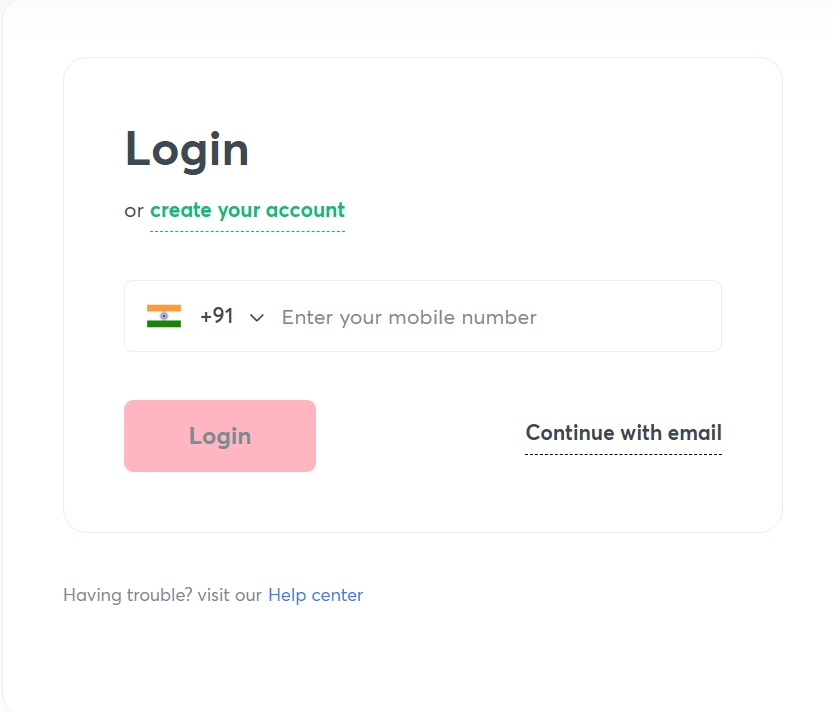 Login
or create your account
+91 Enter your mobile number
Login
Continue with email
Having trouble? visit our Help center